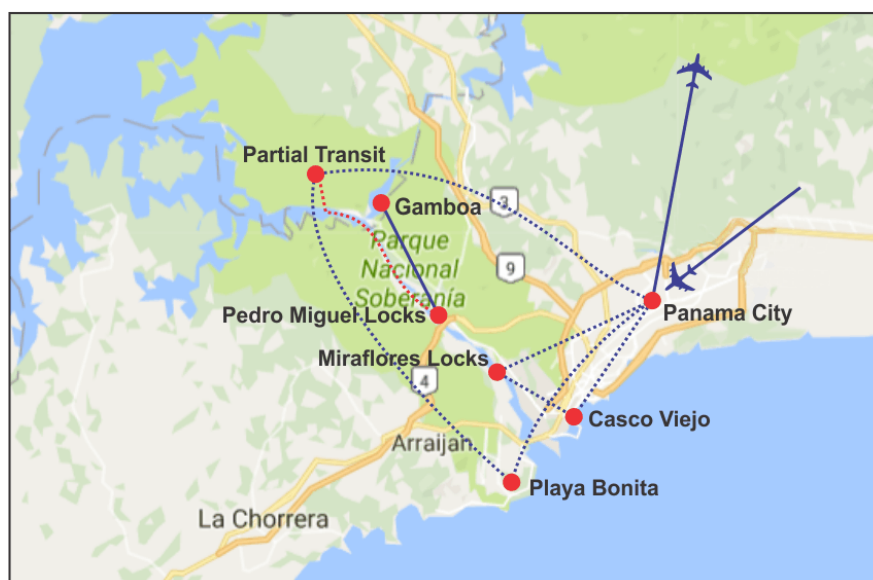 Partial Transit
Gamboa
3
Parque
Nacional
Soberanía
9
Pedro Miguel Locks
Panama City
Miraflores Locks
4
Casco Viejo
Arraijan
Playa Bonita
La Chorrera